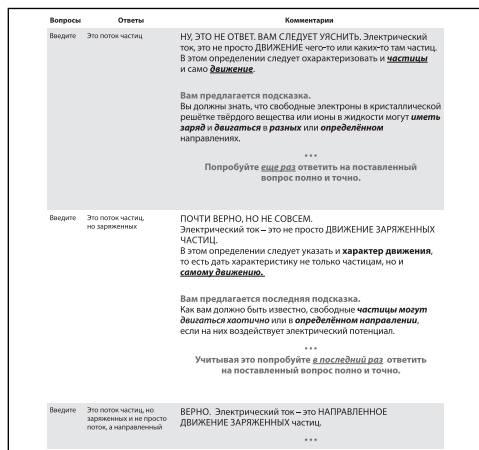 Вопросы Ответы Комментарии
Введите Это поток частиц НУ, ЭТО НЕ ОТВЕТ. ВАМ СЛЕДУЕТ УЯСНИТЬ. Электрический
ток, это не просто ДВИЖЕНИЕ чего-то или каких-то там частиц.
В этом определении следует охарактеризовать и частицы
и само движение.
Вам предлагается подсказка.
Вы должны знать, что свободные электроны в кристаллической
решётке твёрдого вещества или ионы в жидкости могут иметь
заряд и двигаться в разных или определённом
направлениях.
• • •
Попробуйте еще раз ответить на поставленный
вопрос полно и точно.
Введите Это поток частиц, ПОЧТИ ВЕРНО, НО НЕ СОВСЕМ.
но заряженных Электрический ток – это не просто ДВИЖЕНИЕ ЗАРЯЖЕННЫХ
ЧАСТИЦ.
В этом определении следует указать и характер движения,
то есть дать характеристику не только частицам, но и
самому движению.
Вам предлагается последняя подсказка.
Как вам должно быть известно, свободные частицы могут
двигаться хаотично или в определённом направлении,
если на них воздействует электрический потенциал.
• • •
Учитывая это попробуйте в последний раз ответить
на поставленный вопрос полно и точно.
Введите Это поток частиц, но ВЕРНО. Электрический ток – это НАПРАВЛЕННОЕ
заряженных и не просто ДВИЖЕНИЕ ЗАРЯЖЕННЫХ частиц.
поток, а направленный
• • •